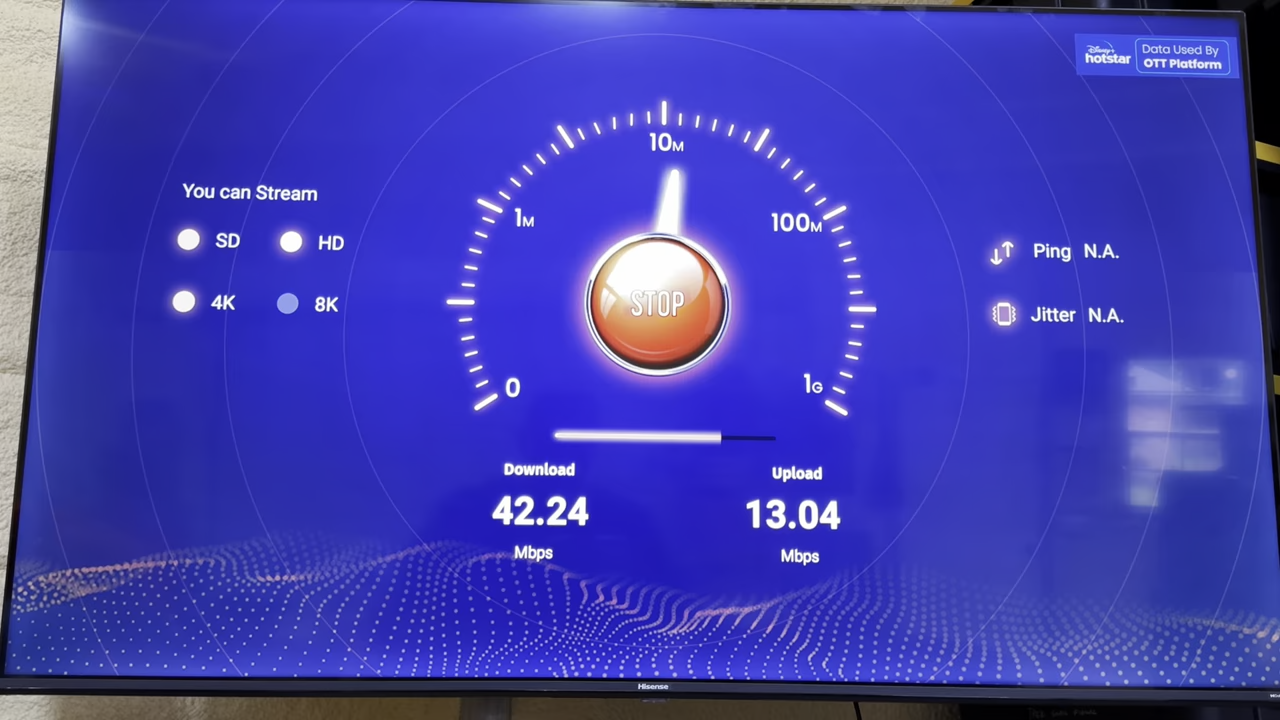 Disney+
hotstar
Data Used By
OTT Platform
You can Stream
SD
HD
4K
8K
0
1M
10M
100M
1G
STOP
Ping N.A.
Jitter N.A.
Download
42.24
Mbps
Upload
13.04
Mbps
Hisense